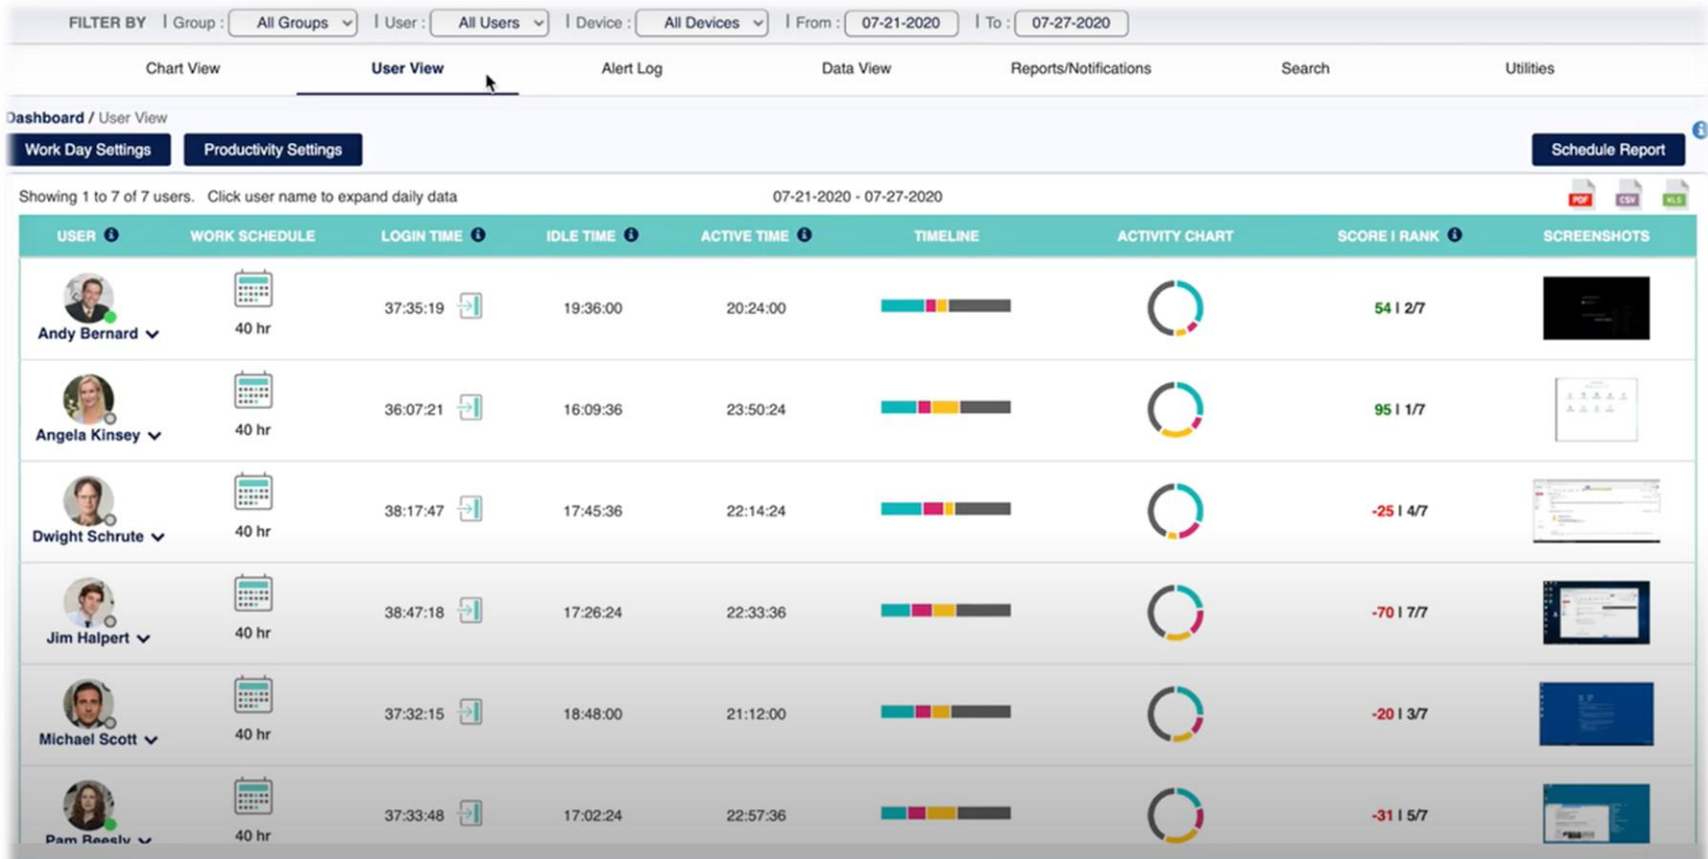 FILTER BY | Group : All Groups | User : All Users | Device : All Devices | From : 07-21-2020 | To : 07-27-2020
Chart View User View Alert Log Data View Reports/Notifications Search Utilities
Dashboard / User View
Work Day Settings Productivity Settings Schedule Report
Showing 1 to 7 of 7 users. Click user name to expand daily data 07-21-2020 - 07-27-2020 PDF CSV XLS
USER WORK SCHEDULE LOGIN TIME IDLE TIME ACTIVE TIME TIMELINE ACTIVITY CHART SCORE | RANK SCREENSHOTS
37:35:19 19:36:00 20:24:00 54 | 2/7
Andy Bernard 40 hr
36:07:21 16:09:36 23:50:24 95 | 1/7
Angela Kinsey 40 hr
38:17:47 17:45:36 22:14:24 -25 | 4/7
Dwight Schrute 40 hr
38:47:18 17:26:24 22:33:36 -70 | 7/7
Jim Halpert 40 hr
37:32:15 18:48:00 21:12:00 -20 | 3/7
Michael Scott 40 hr
37:33:48 17:02:24 22:57:36 -31 | 5/7
Pam Beesly 40 hr